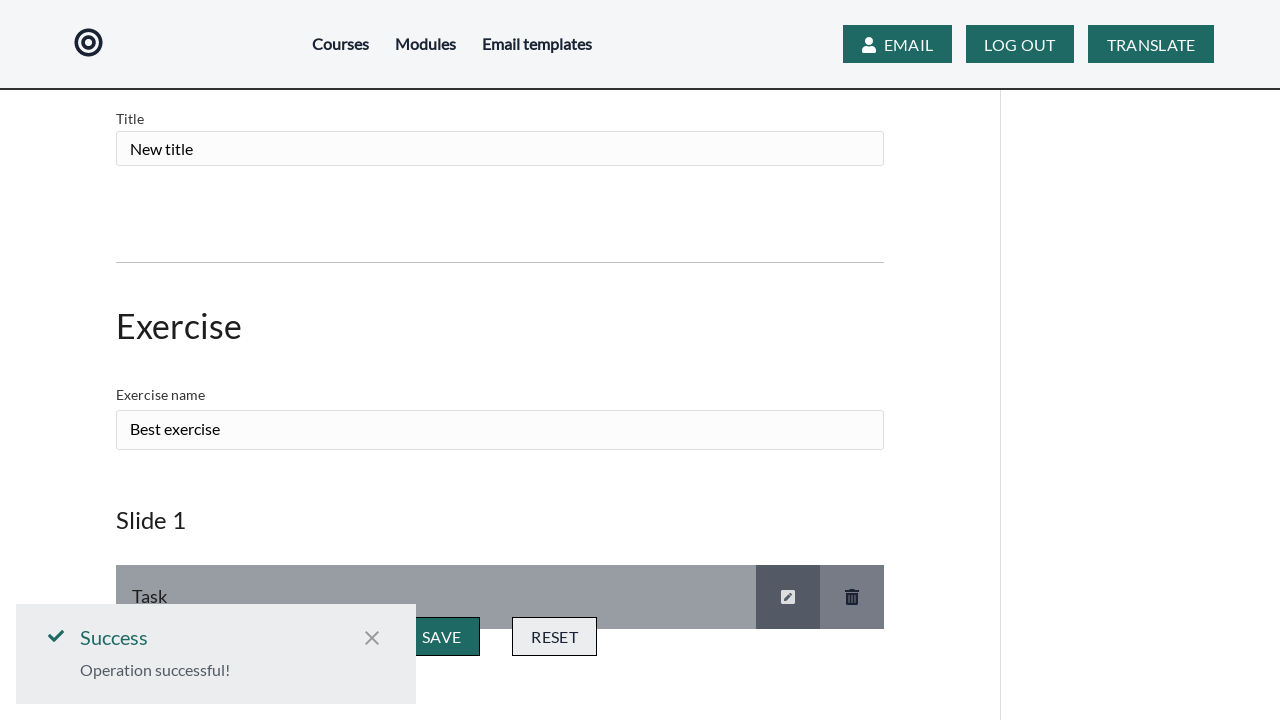 Courses Modules Email templates EMAIL LOG OUT TRANSLATE
Title
New title
Exercise
Exercise name
Best exercise
Slide 1
Task
SAVE RESET
Success
Operation successful!